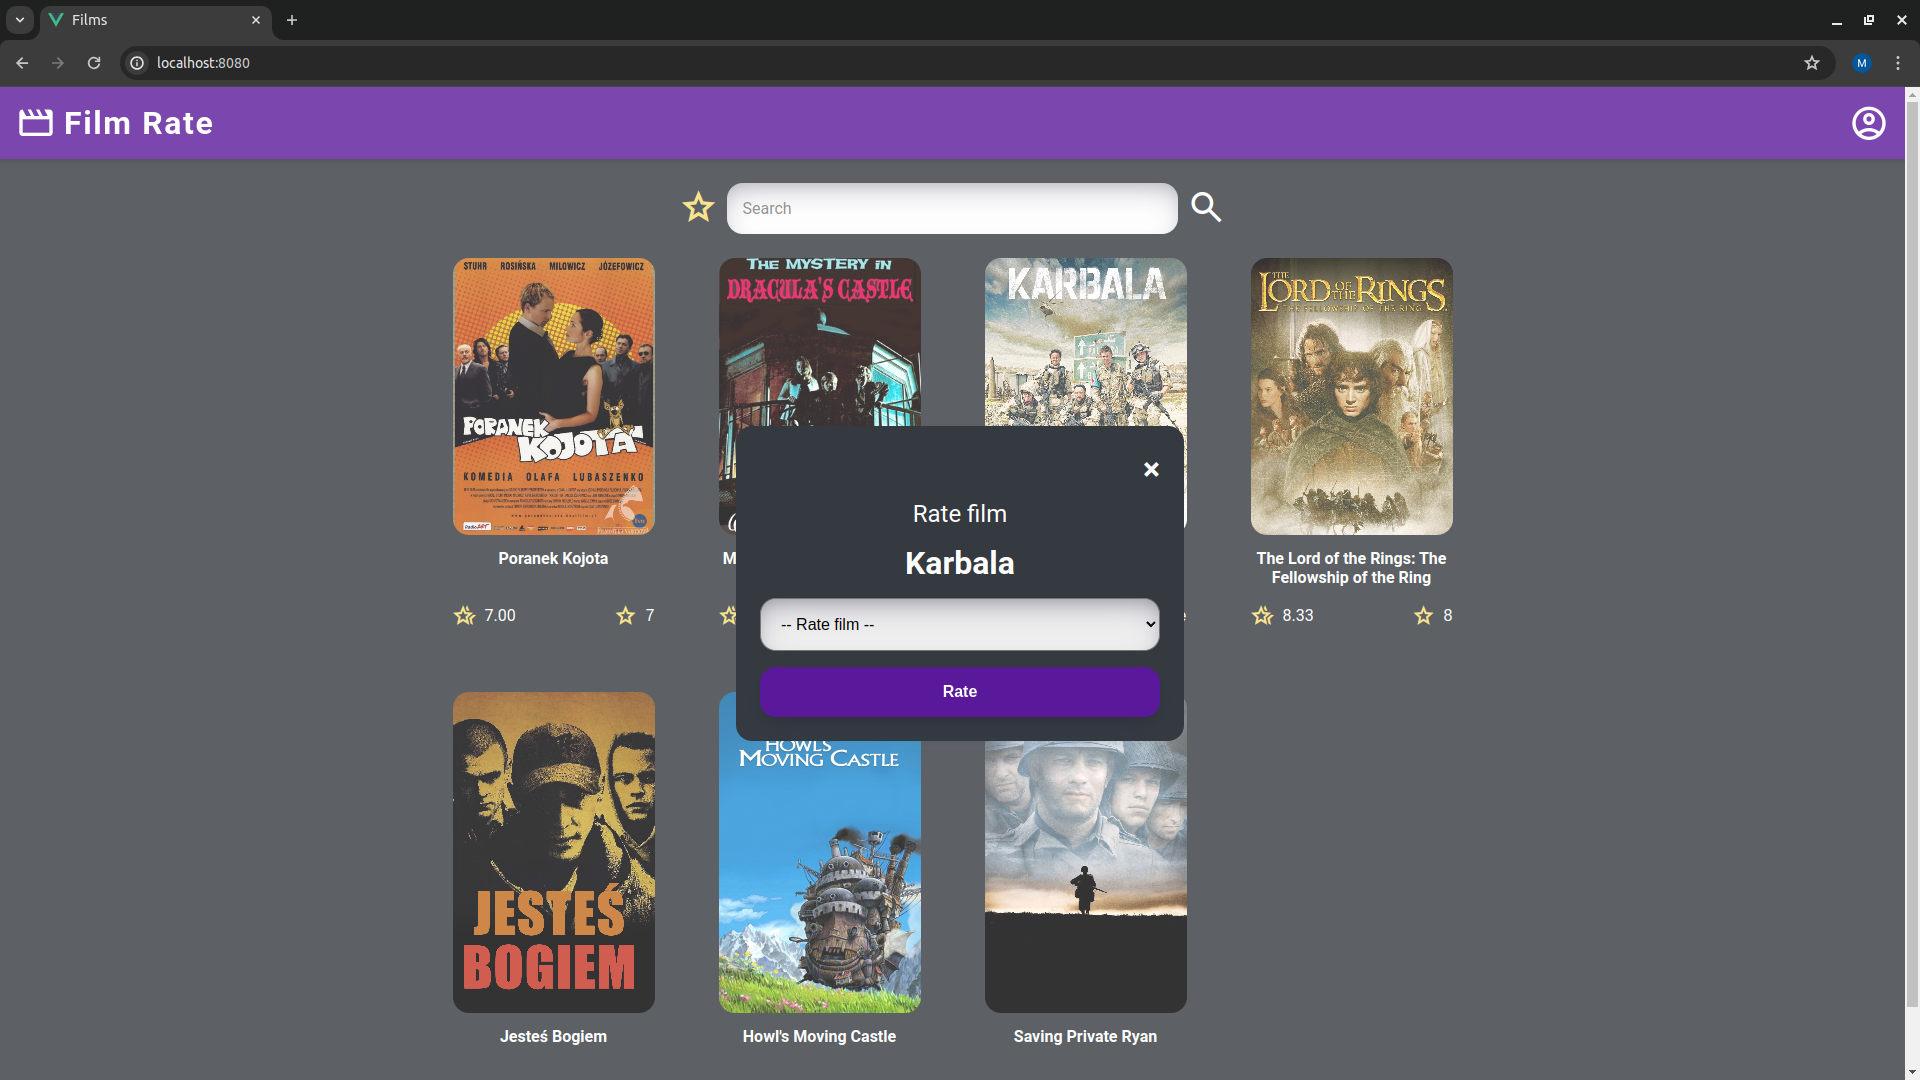 Films
localhost:8080
M
Film Rate
Search
STUHR ROSIŃSKA MILOWICZ JÓZEFOWICZ
PORANEK
KOJOTA
KOMEDIA OLAFA LUBASZENKO
THE MYSTERY IN
DRACULA'S CASTLE
KARBALA
THE
LORD OF THE RINGS
THE FELLOWSHIP OF THE RING
Poranek Kojota
M
The Lord of the Rings: The
Fellowship of the Ring
7.00
7
e
8.33
8
Rate film
Karbala
-- Rate film --
Rate
JESTEŚ
BOGIEM
HOWL'S
MOVING CASTLE
Jesteś Bogiem
Howl's Moving Castle
Saving Private Ryan